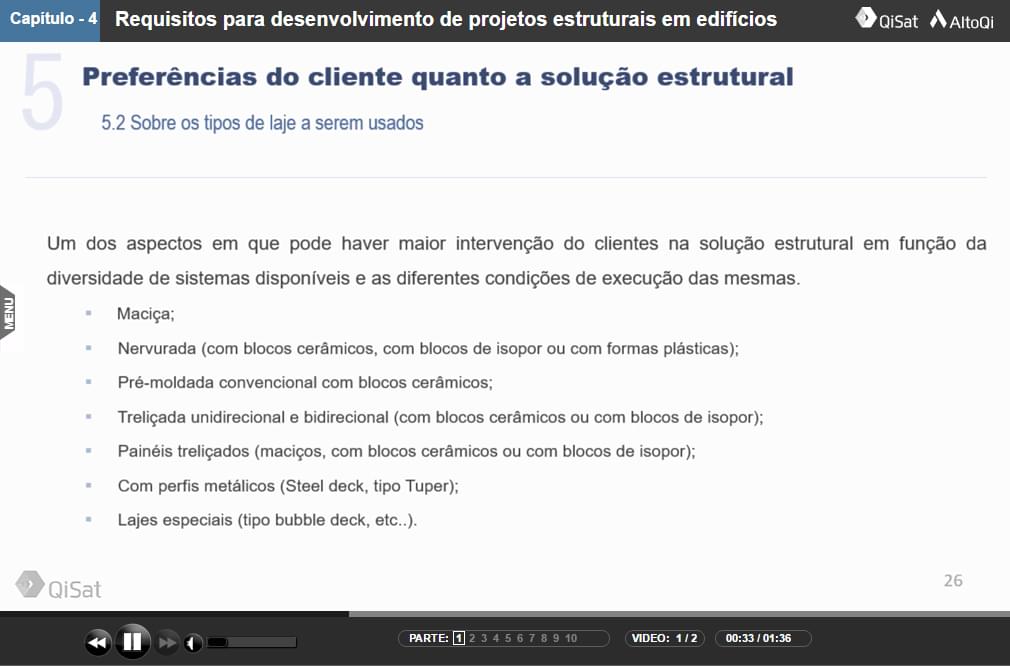 Capítulo - 4 Requisitos para desenvolvimento de projetos estruturais em edifícios QiSat AltoQi
5 Preferências do cliente quanto a solução estrutural
5.2 Sobre os tipos de laje a serem usados
Um dos aspectos em que pode haver maior intervenção do clientes na solução estrutural em função da
diversidade de sistemas disponíveis e as diferentes condições de execução das mesmas.
MENU
▪ Maciça;
▪ Nervurada (com blocos cerâmicos, com blocos de isopor ou com formas plásticas);
▪ Pré-moldada convencional com blocos cerâmicos;
▪ Treliçada unidirecional e bidirecional (com blocos cerâmicos ou com blocos de isopor);
▪ Painéis treliçados (maciços, com blocos cerâmicos ou com blocos de isopor);
▪ Com perfis metálicos (Steel deck, tipo Tuper);
▪ Lajes especiais (tipo bubble deck, etc..).
QiSat 26
PARTE: 1 2 3 4 5 6 7 8 9 10 VIDEO: 1 / 2 00:33 / 01:36